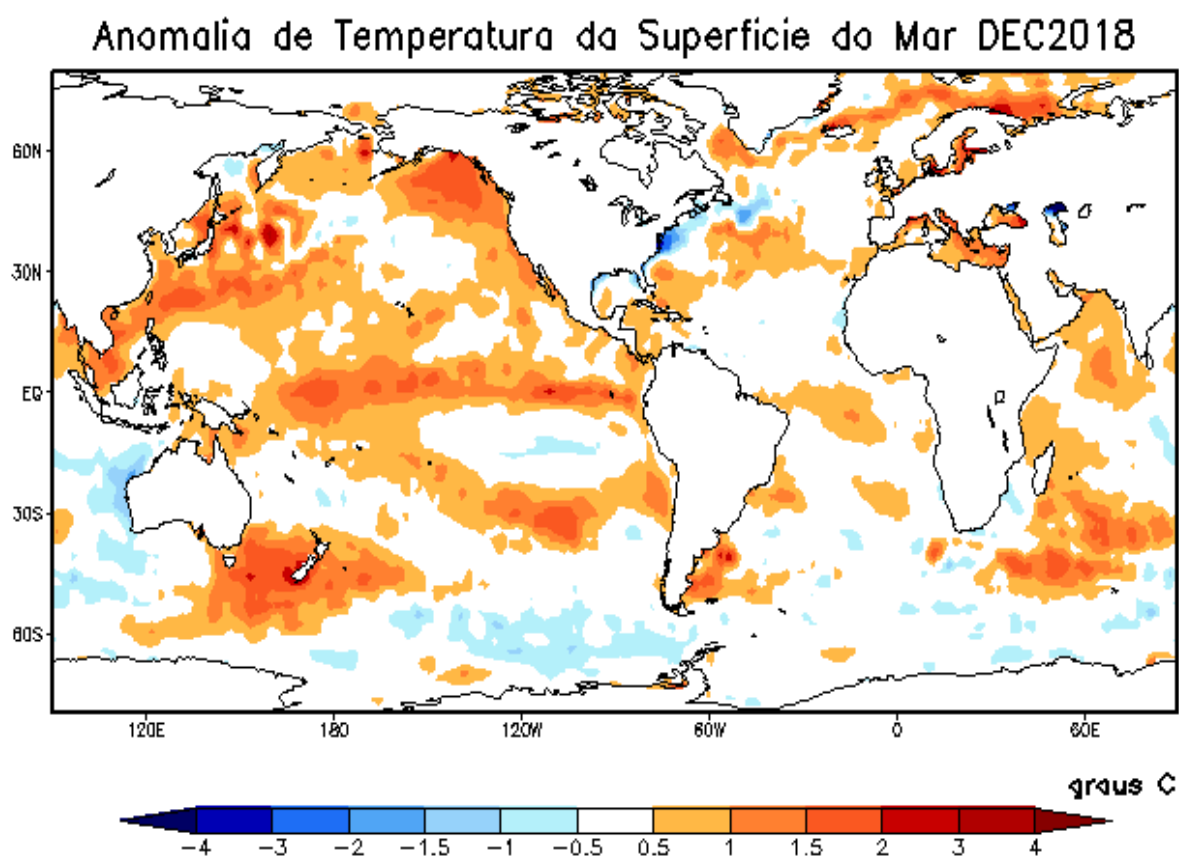 Anomalia de Temperatura da Superficie do Mar DEC2018
60N
30N
EQ
30S
60S
120E 180 120W 60W 0 60E
graus C
-4 -3 -2 -1.5 -1 -0.5 0.5 1 1.5 2 3 4